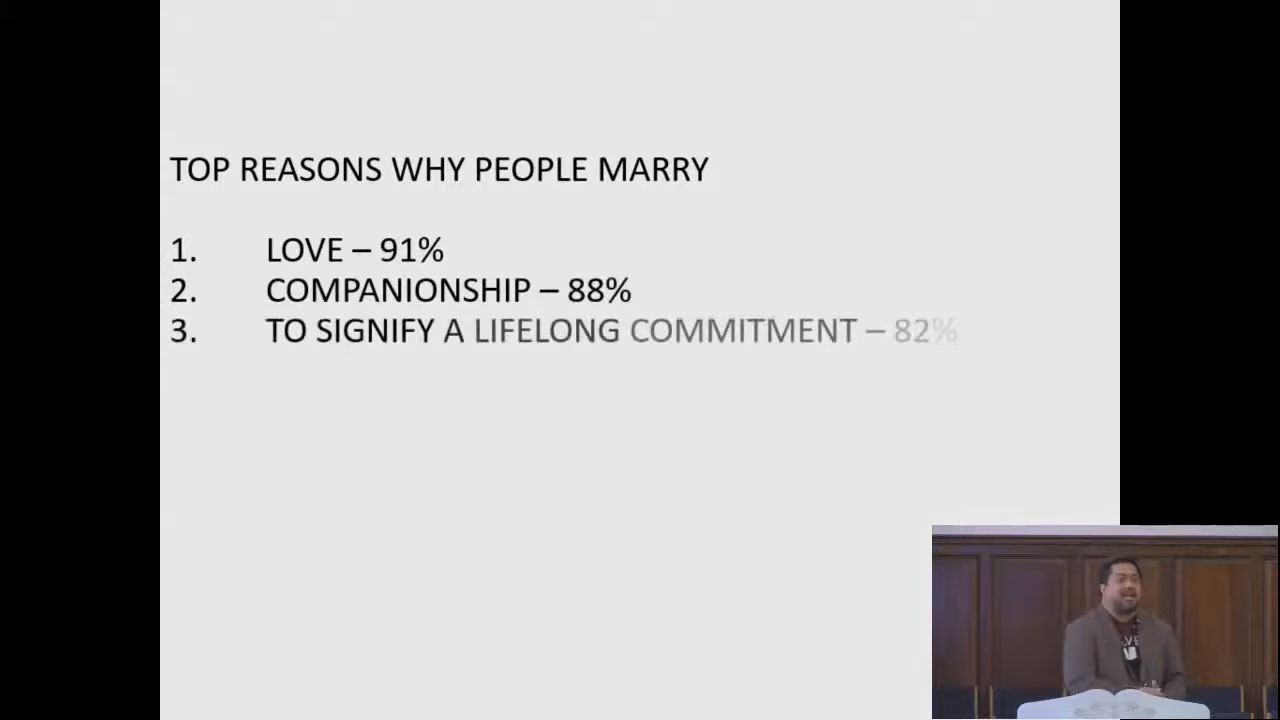 TOP REASONS WHY PEOPLE MARRY
1. LOVE – 91%
2. COMPANIONSHIP – 88%
3. TO SIGNIFY A LIFELONG COMMITMENT – 82%